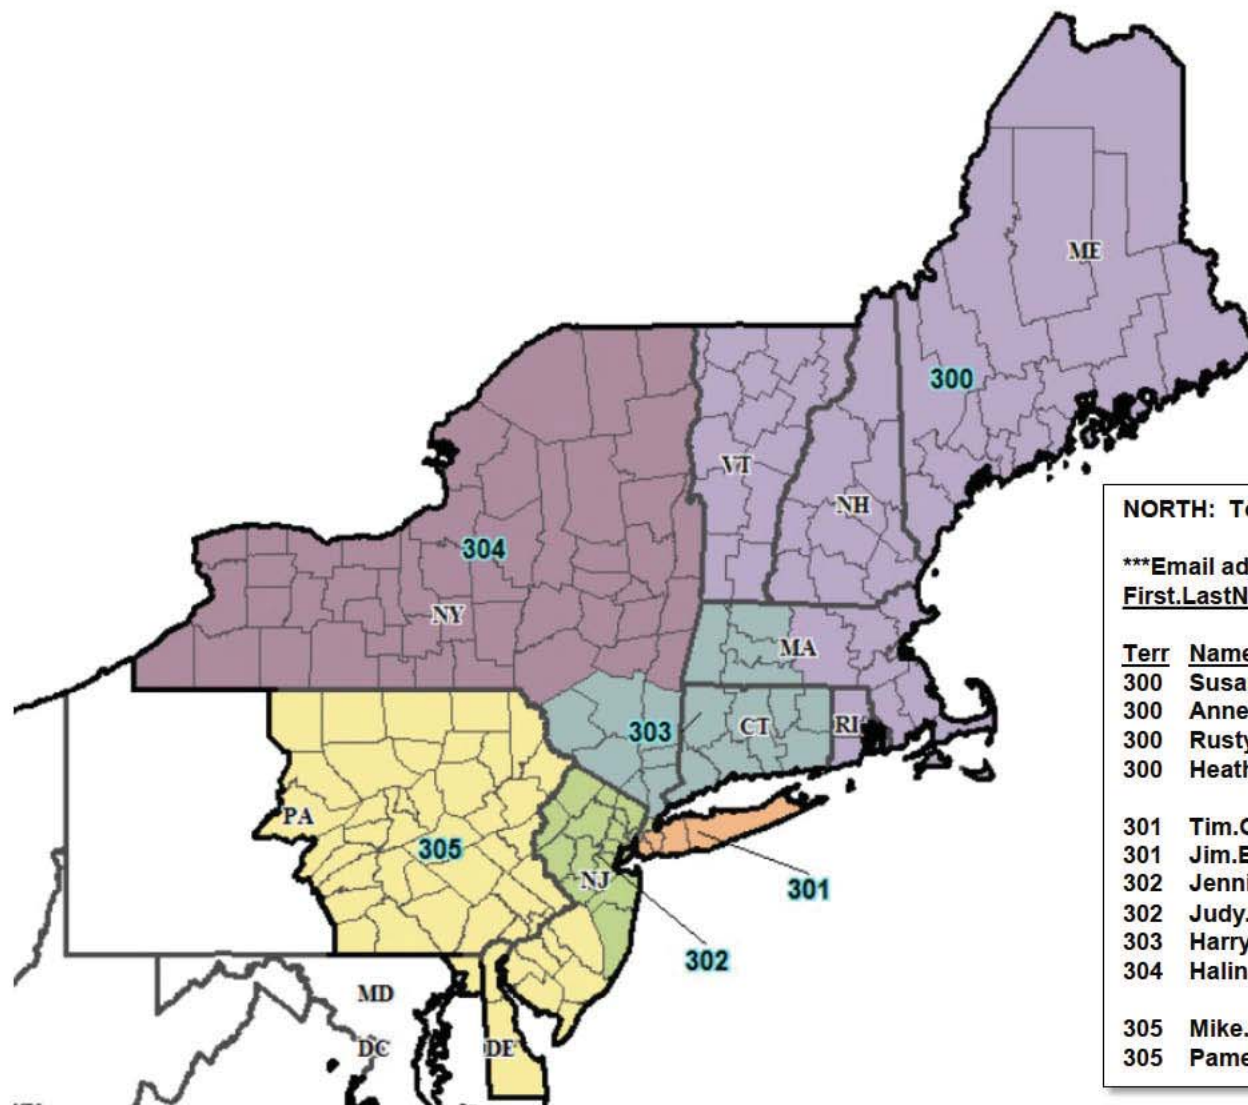 ME
300
VT
NH
304
NY
MA
303
CT
RI
PA
305
NJ
301
302
MD
DC
DE
NORTH: Te
***Email ad
First.LastN
Terr Name
300 Susa
300 Anne
300 Rusty
300 Heath
301 Tim.
301 Jim.
302 Jenni
302 Judy.
303 Harry
304 Halin
305 Mike.
305 Pame